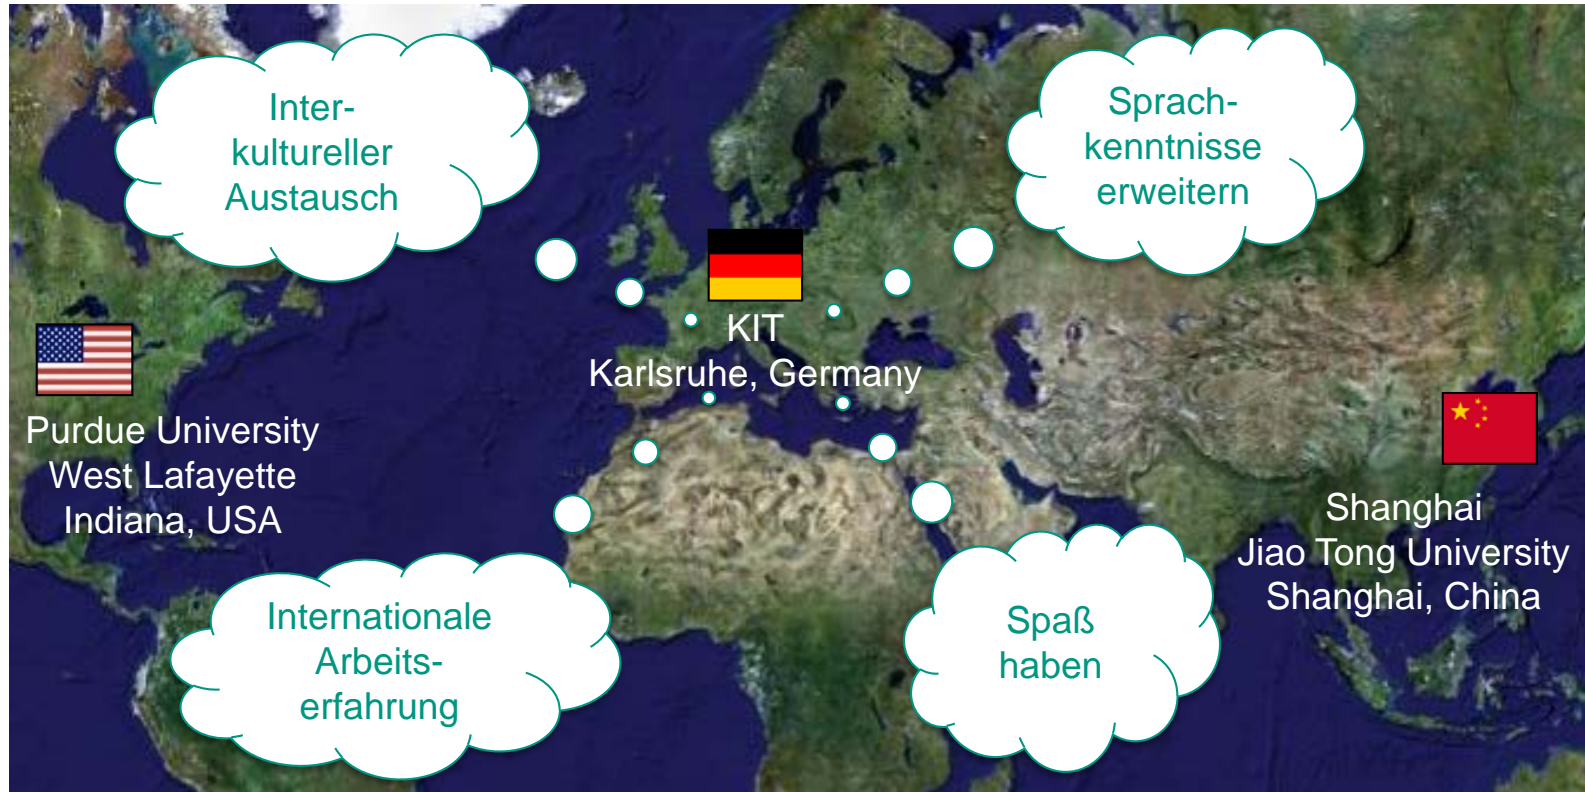 Inter-
kultureller
Austausch
Sprach-
kenntnisse
erweitern
KIT
Karlsruhe, Germany
Purdue University
West Lafayette
Indiana, USA
Shanghai
Jiao Tong University
Shanghai, China
Internationale
Arbeits-
erfahrung
Spaß
haben